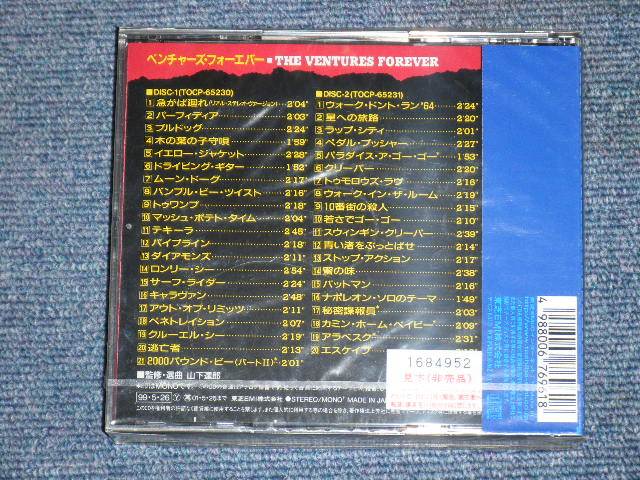 ベンチャーズ・フォーエバー■THE VENTURES FOREVER
■DISC-1(TOCP-65230)
1 急がば廻れ(リアル・ステレオ・ヴァージョン) 2'04"
2 パーフィディア 2'03"
3 ブルドッグ 2'24"
4 木の葉の子守唄 1'59"
5 イエロー・ジャケット 2'28"
6 ドライビング・ギター 1'52"
7 ムーン・ドーグ 2'17"
8 バンブル・ビー・ツイスト 2'16"
9 トゥワンプ 2'18"
10 マッシュ・ポテト・タイム 2'04"
11 テキーラ 2'45"
12 パイプライン 2'18"
13 ダイアモンズ 2'11"
14 ロンリー・シー 2'54"
15 サーフ・ライダー 2'24"
16 キャラヴァン 2'48"
17 アウト・オブ・リミッツ 2'11"
18 ペネトレイション 2'07"
19 クルーエル・シー 2'19"
20 逃亡者 2'13"
21 2000パウンド・ビー(パートII)* 2'01"
■DISC-2(TOCP-65231)
1 ウォーク・ドント・ラン'64 2'24"
2 星への旅路 2'20"
3 ラップ・シティ 2'01"
4 ペダル・プッシャー 2'27"
5 パラダイス・ア・ゴー・ゴー* 1'53"
6 クリーパー 2'20"
7 トゥモロウズ・ラヴ 2'16"
8 ウォーク・イン・ザ・ルーム 2'19"
9 10番街の殺人 2'15"
10 若さでゴー・ゴー 2'10"
11 スウィンギン・クリーパー 2'39"
12 青い渚をぶっとばせ 2'14"
13 ストップ・アクション 2'17"
14 蜜の味 2'38"
15 バットマン 2'16"
16 ナポレオン・ソロのテーマ 1'49"
17 秘密諜報員*
18 カミン・ホーム・ベイビー*
19 アラベスク*
20 エスケイプ
■監修・選曲 山下達郎
1684952
見本(非売品)
99・5・26
STEREO/MONO* MADE IN JA
東芝EMI株式会社
4 988006 769618